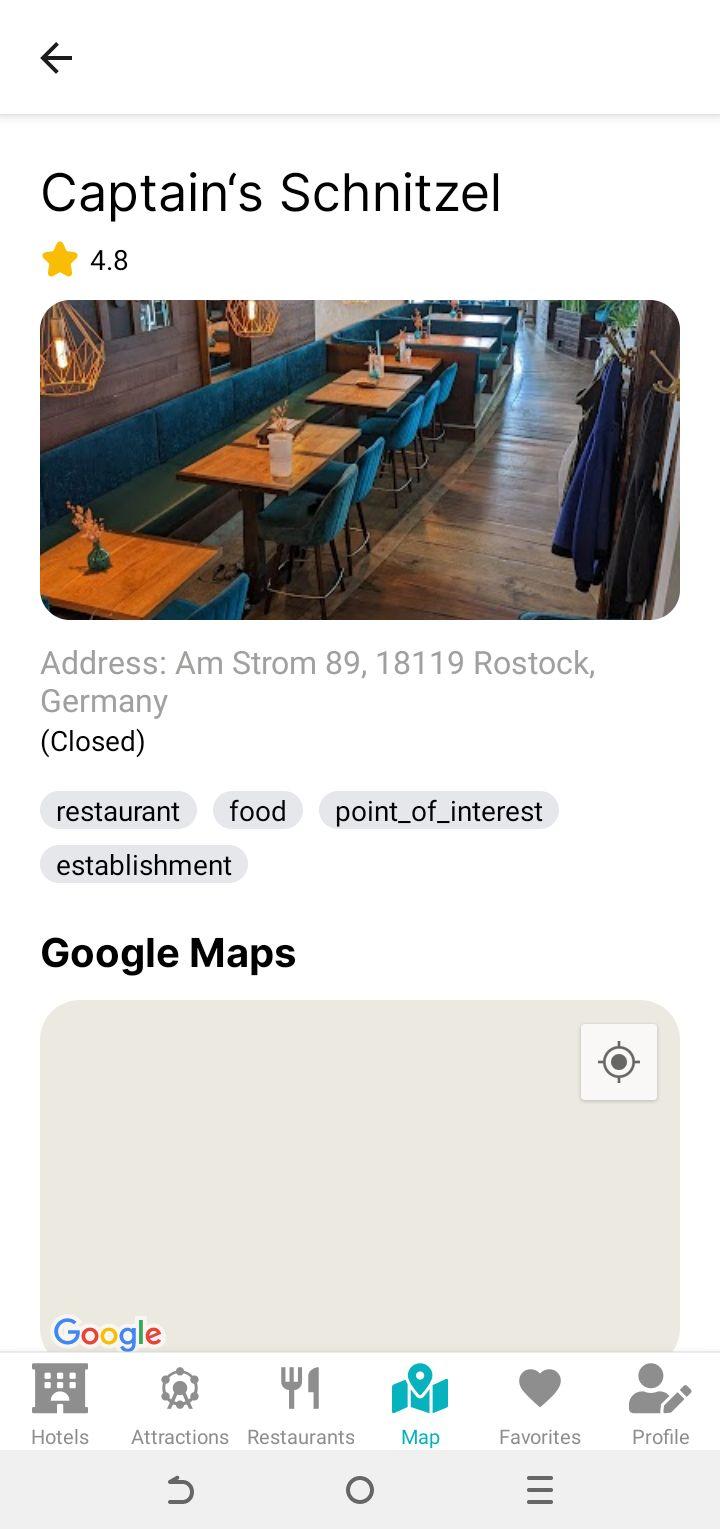 Captain‘s Schnitzel
4.8
Address: Am Strom 89, 18119 Rostock,
Germany
(Closed)
restaurant food point_of_interest
establishment
Google Maps
Google
Hotels Attractions Restaurants Map Favorites Profile